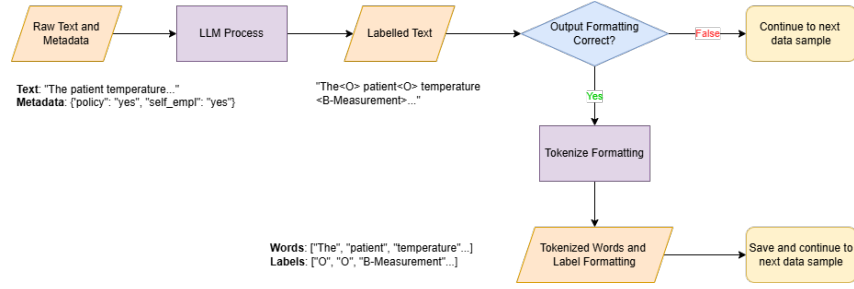 Raw Text and
Metadata
LLM Process
Labelled Text
Output Formatting
Correct?
False
Continue to next
data sample
Text: "The patient temperature..."
Metadata: {'policy": "yes", "self_empl": "yes"}
"The<O> patient<O> temperature
<B-Measurement>..."
Yes
Tokenize Formatting
Words: ["The", "patient", "temperature"...]
Labels: ["O", "O", "B-Measurement"...]
Tokenized Words and
Label Formatting
Save and continue to
next data sample